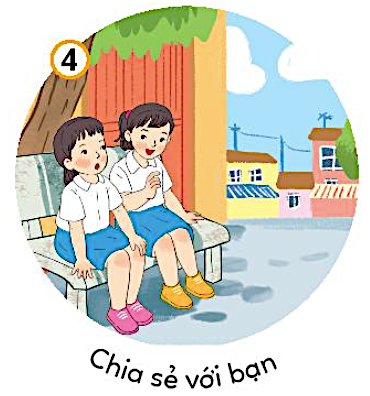 4
Chia sẻ với bạn